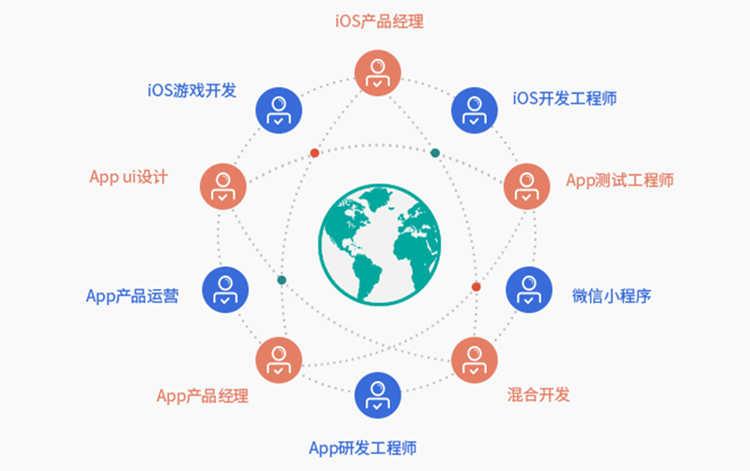 iOS产品经理
iOS游戏开发
iOS开发工程师
App ui设计
App测试工程师
App产品运营
微信小程序
App产品经理
混合开发
App研发工程师